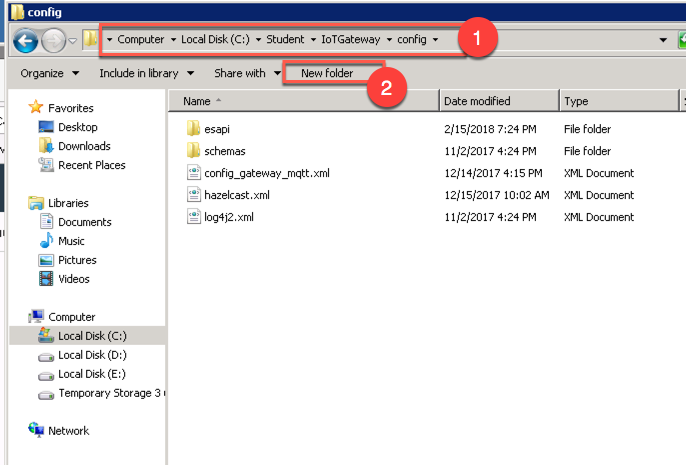 config
Computer Local Disk (C:) Student IoTGateway config
1
Organize Include in library Share with New folder
2
Name Date modified Type
Favorites
Desktop
Downloads
Recent Places
Libraries
Documents
Music
Pictures
Videos
Computer
Local Disk (C:)
Local Disk (D:)
Local Disk (E:)
Temporary Storage 3
Network
esapi 2/15/2018 7:24 PM File folder
schemas 11/2/2017 4:24 PM File folder
config_gateway_mqtt.xml 12/14/2017 4:15 PM XML Document
hazelcast.xml 12/15/2017 10:02 AM XML Document
log4j2.xml 11/2/2017 4:24 PM XML Document